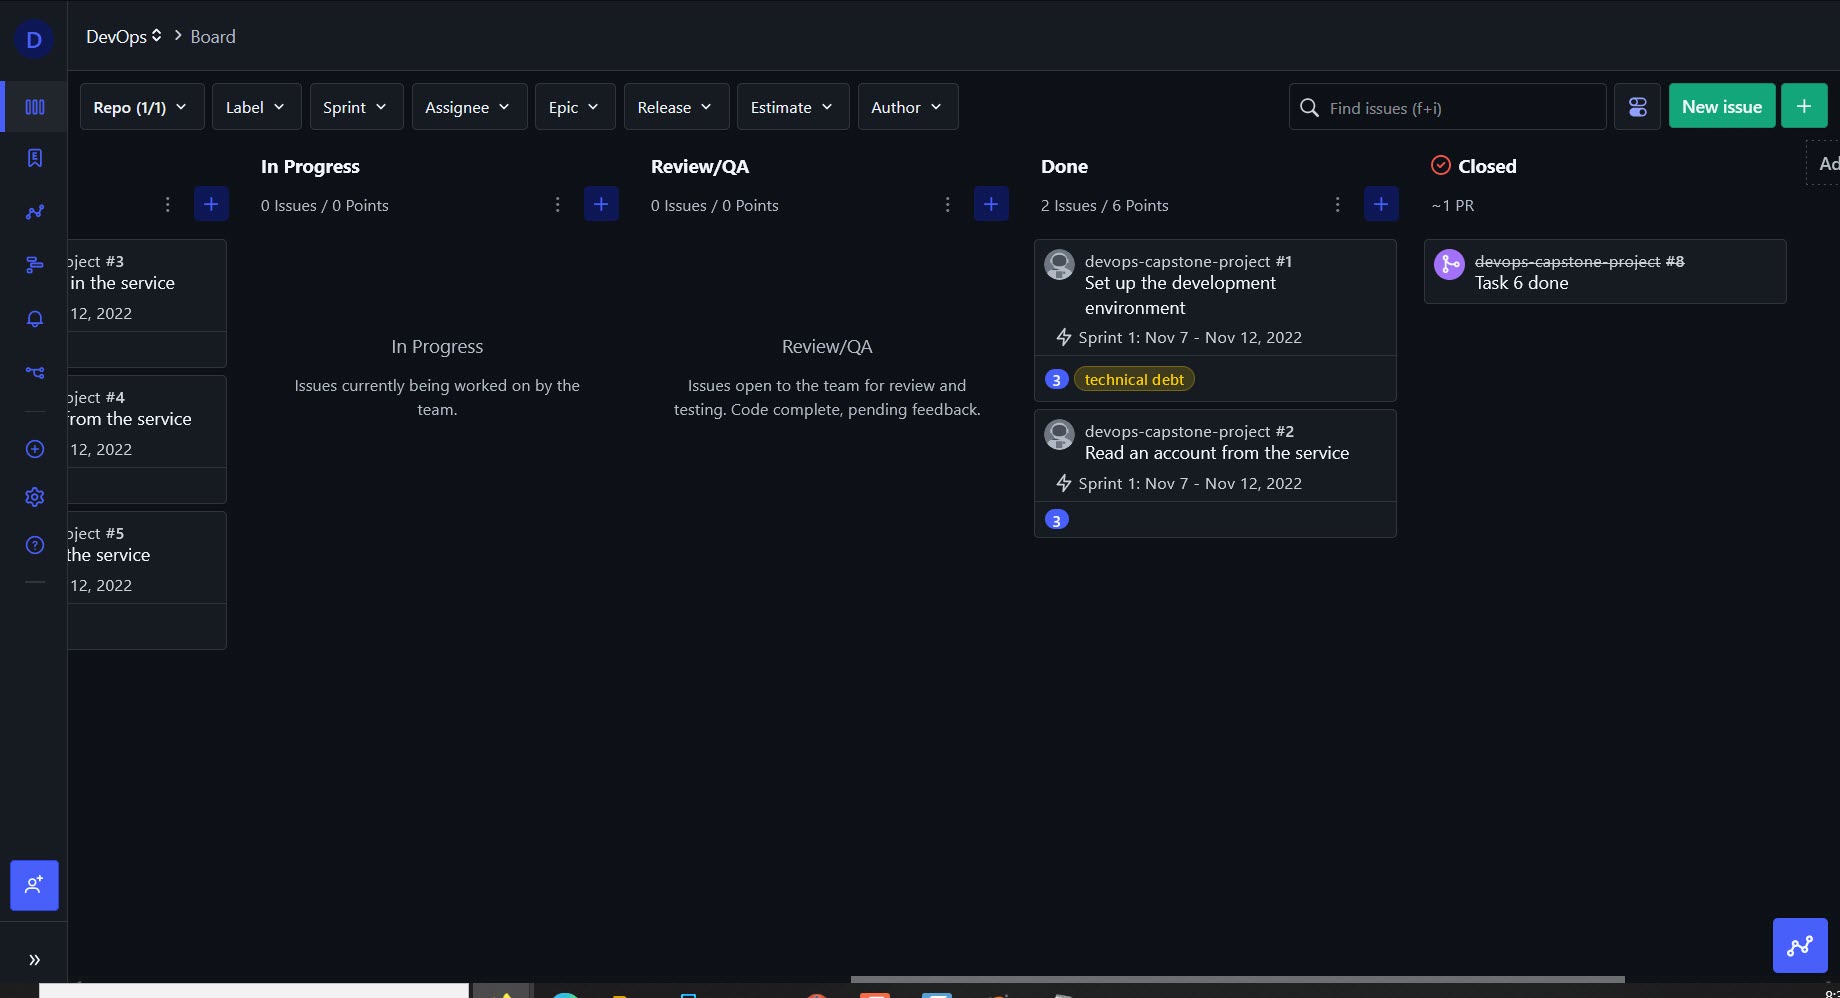 D
DevOps > Board
Repo (1/1)
Label
Sprint
Assignee
Epic
Release
Estimate
Author
Find issues (f+i)
New issue
+
#3
in the service
12, 2022
#4
from the service
12, 2022
#5
the service
12, 2022
In Progress
0 Issues / 0 Points
In Progress
Issues currently being worked on by the
team.
Review/QA
0 Issues / 0 Points
Review/QA
Issues open to the team for review and
testing. Code complete, pending feedback.
Done
2 Issues / 6 Points
devops-capstone-project #1
Set up the development
environment
Sprint 1: Nov 7 - Nov 12, 2022
3 technical debt
devops-capstone-project #2
Read an account from the service
Sprint 1: Nov 7 - Nov 12, 2022
3
Closed
~1 PR
devops-capstone-project #8
Task 6 done